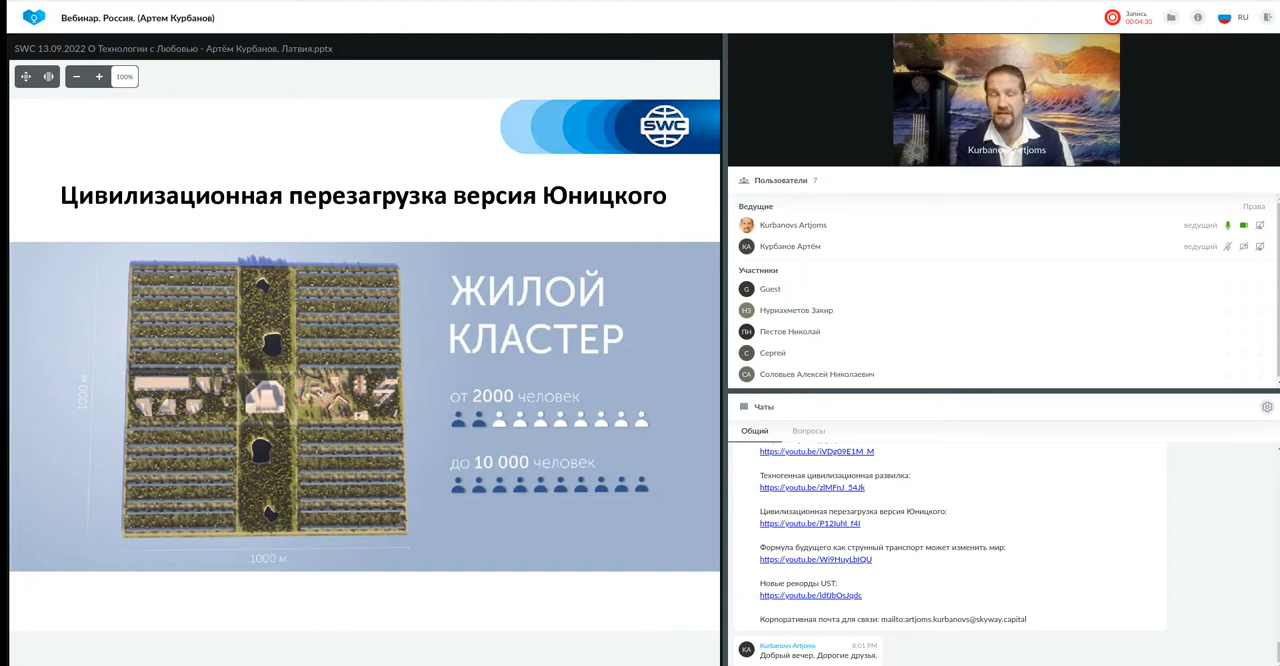 Вебинар. Россия. (Артем Курбанов)
Запись
00:04:30
RU
SWC 13.09.2022 О Технологии с Любовью - Артём Курбанов, Латвия.pptx
100%
SWC
Цивилизационная перезагрузка версия Юницкого
ЖИЛОЙ
КЛАСТЕР
от 2000 человек
до 10 000 человек
1000 м
1000 м
Kurbanovs Artjoms
Пользователи 7
Ведущие
Права
Kurbanovs Artjoms
ведущий
КА
Курбанов Артём
ведущий
Участники
G
Guest
НЗ
Нуриахметов Закир
ПН
Пестов Николай
С
Сергей
СА
Соловьев Алексей Николаевич
Чаты
Общий
Вопросы
https://youtu.be/iVDg09E1M_M
Техногенная цивилизационная развилка:
https://youtu.be/zlMFnJ_54Jk
Цивилизационная перезагрузка версия Юницкого:
https://youtu.be/P12IuhI_f4I
Формула будущего как струнный транспорт может изменить мир:
https://youtu.be/Wi9HuyLbIQU
Новые рекорды UST:
https://youtu.be/ldfJbOsJqdc
Корпоративная почта для связи: mailto:artjoms.kurbanovs@skyway.capital
KA
Kurbanovs Artjoms
8:01 PM
Добрый вечер. Дорогие друзья.